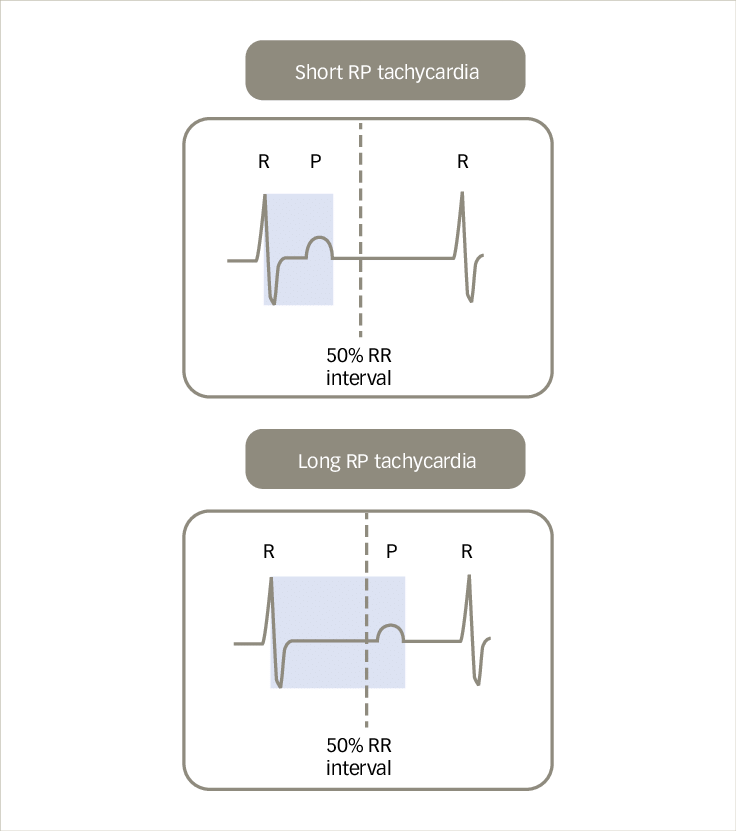 Short RP tachycardia
R P R
50% RR
interval
Long RP tachycardia
R P R
50% RR
interval